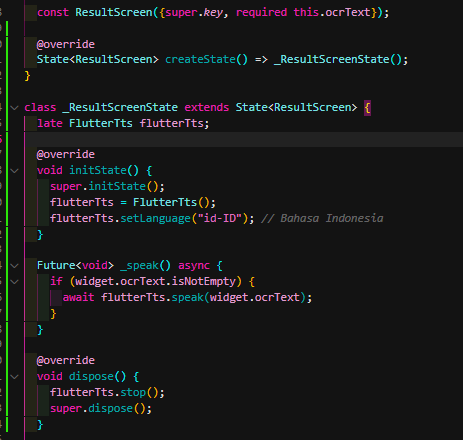 const ResultScreen({super.key, required this.ocrText});
@override
State<ResultScreen> createState() => _ResultScreenState();
}
class _ResultScreenState extends State<ResultScreen> {
late FlutterTts flutterTts;
@override
void initState() {
super.initState();
flutterTts = FlutterTts();
flutterTts.setLanguage("id-ID"); // Bahasa Indonesia
}
Future<void> _speak() async {
if (widget.ocrText.isNotEmpty) {
await flutterTts.speak(widget.ocrText);
}
}
@override
void dispose() {
flutterTts.stop();
super.dispose();
}